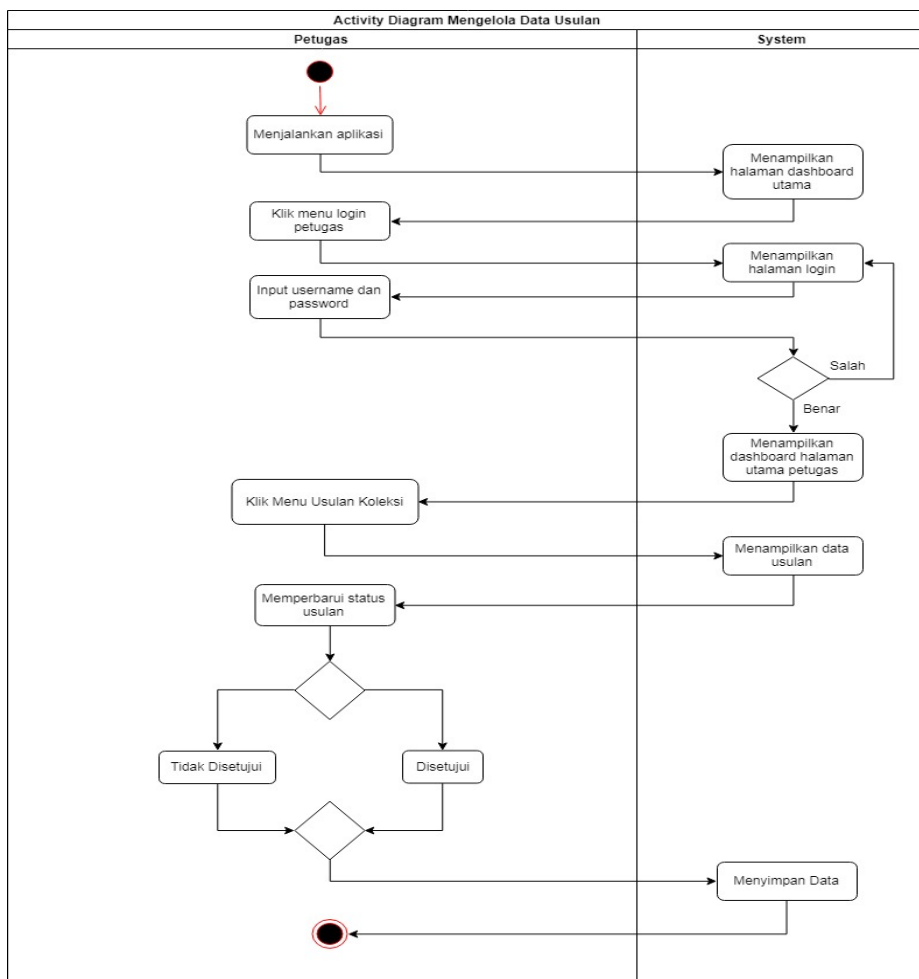 Activity Diagram Mengelola Data Usulan
Petugas
System
Menjalankan aplikasi
Menampilkan
halaman dashboard
utama
Klik menu login
petugas
Menampilkan
halaman login
Input username dan
password
Salah
Benar
Menampilkan
dashboard halaman
utama petugas
Klik Menu Usulan Koleksi
Menampilkan data
usulan
Memperbarui status
usulan
Tidak Disetujui
Disetujui
Menyimpan Data